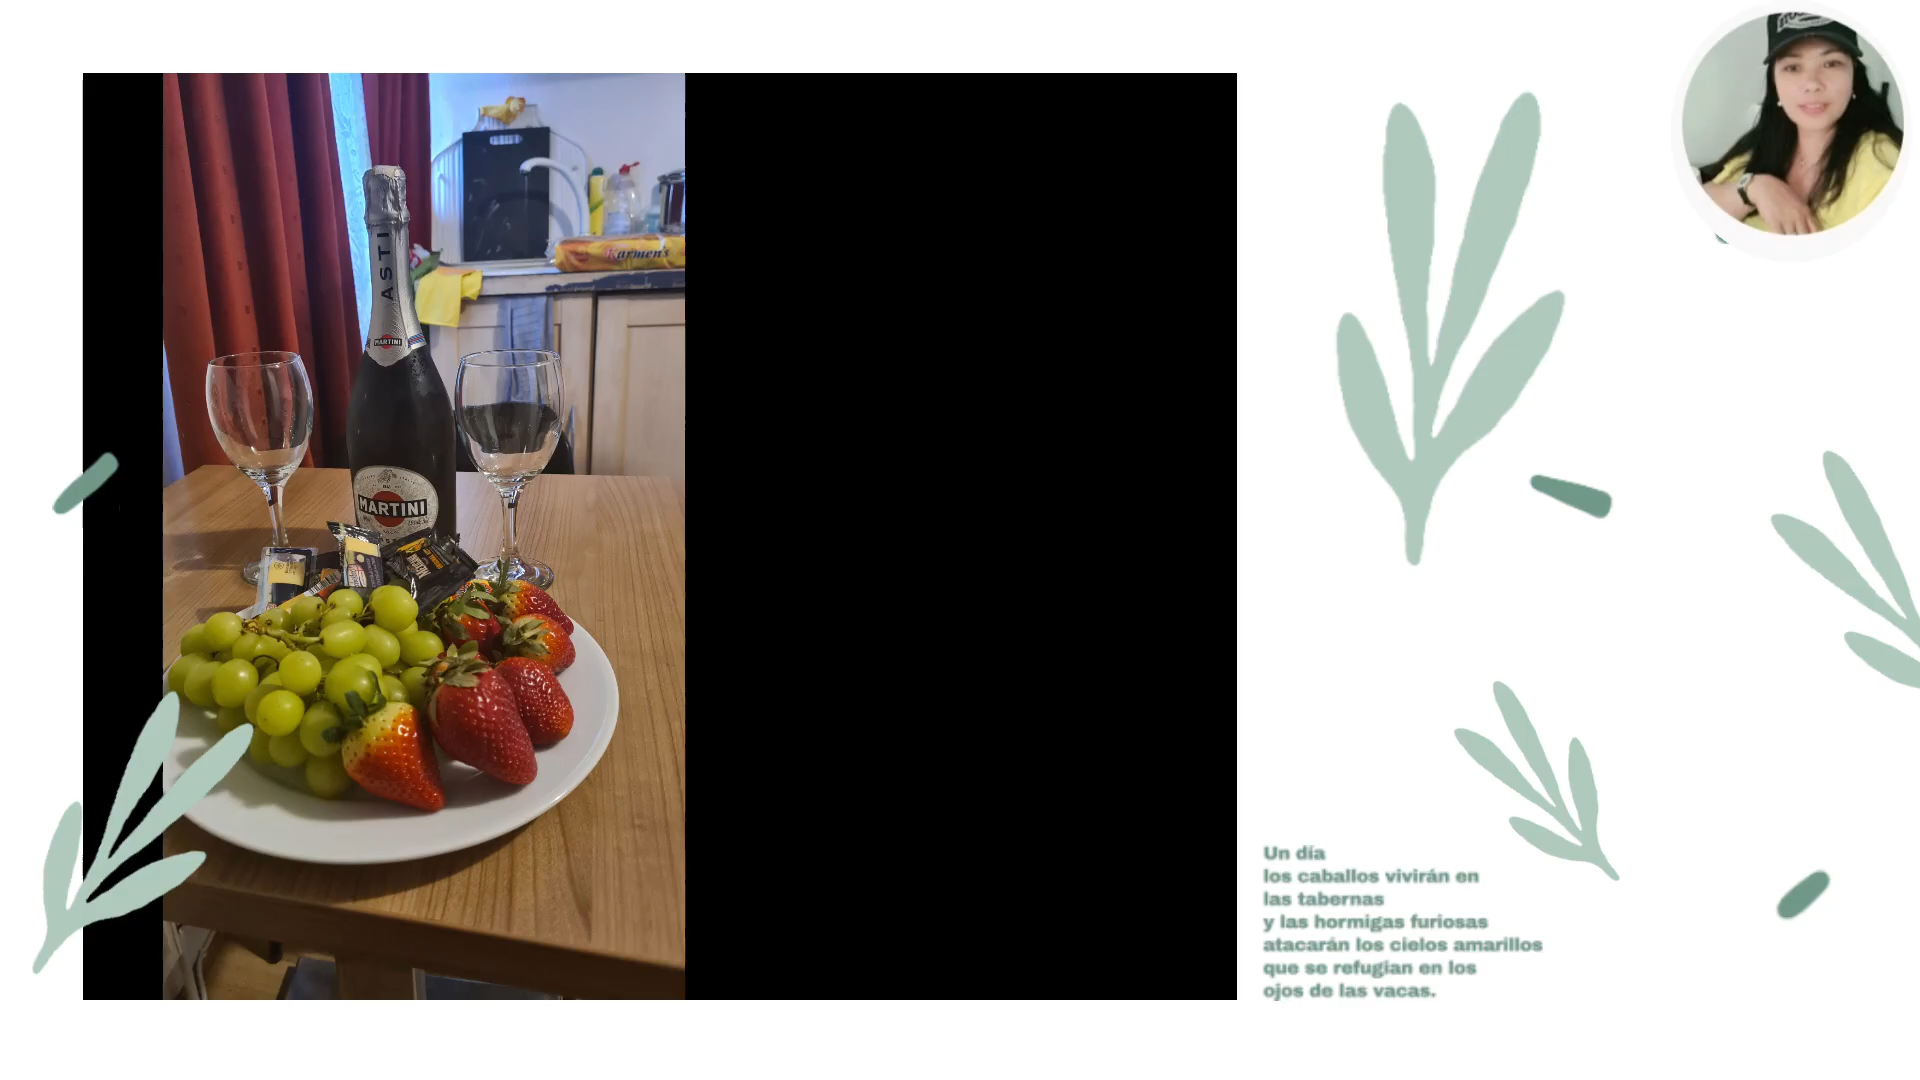 ASTI
MARTINI
MARTINI
Karmen's
Un día
los caballos vivirán en
las tabernas
y las hormigas furiosas
atacarán los cielos amarillos
que se refugian en los
ojos de las vacas.